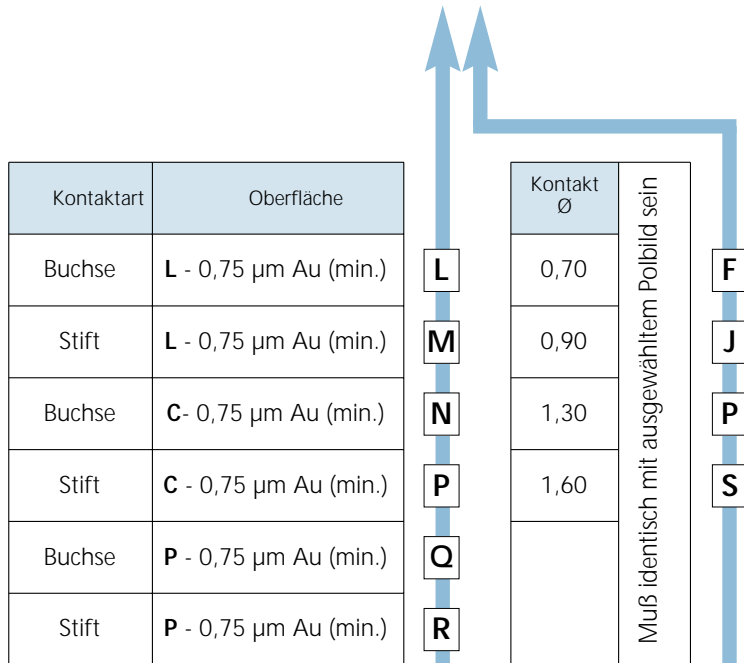 Kontaktart Oberfläche
Buchse L - 0,75 µm Au (min.) L
Stift L - 0,75 µm Au (min.) M
Buchse C- 0,75 µm Au (min.) N
Stift C - 0,75 µm Au (min.) P
Buchse P - 0,75 µm Au (min.) Q
Stift P - 0,75 µm Au (min.) R
Kontakt
Ø
0,70 F
0,90 J
1,30 P
1,60 S
Muß identisch mit ausgewähltem Polbild sein